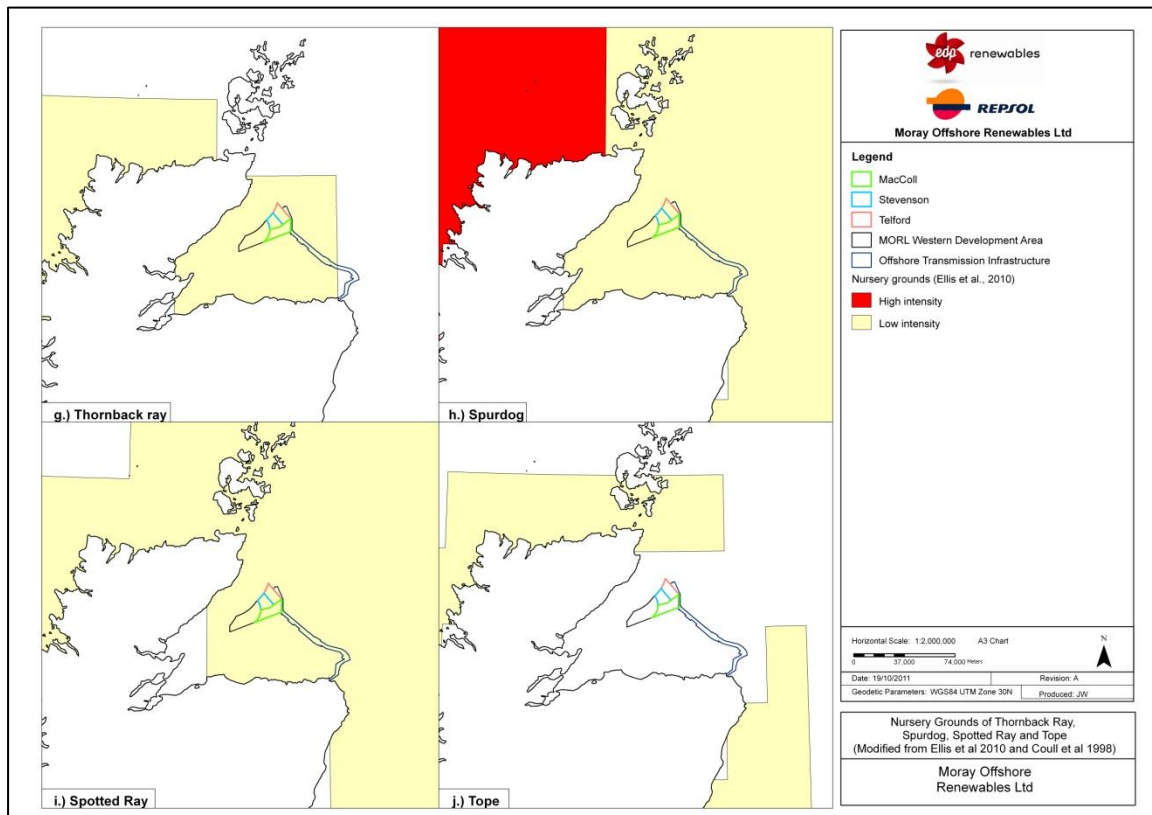 g.) Thornback ray
h.) Spurdog
i.) Spotted Ray
j.) Tope
edp renewables
REPSOL
Moray Offshore Renewables Ltd
Legend
MacColl
Stevenson
Telford
MORL Western Development Area
Offshore Transmission Infrastructure
Nursery grounds (Ellis et al., 2010)
High intensity
Low intensity
Horizontal Scale: 1:2,000,000 A3 Chart
N
0 37,000 74,000 Meters
Date: 19/10/2011 Revision: A
Geodetic Parameters: WGS84 UTM Zone 30N Produced: JW
Nursery Grounds of Thornback Ray,
Spurdog, Spotted Ray and Tope
(Modified from Ellis et al 2010 and Coull et al 1998)
Moray Offshore
Renewables Ltd